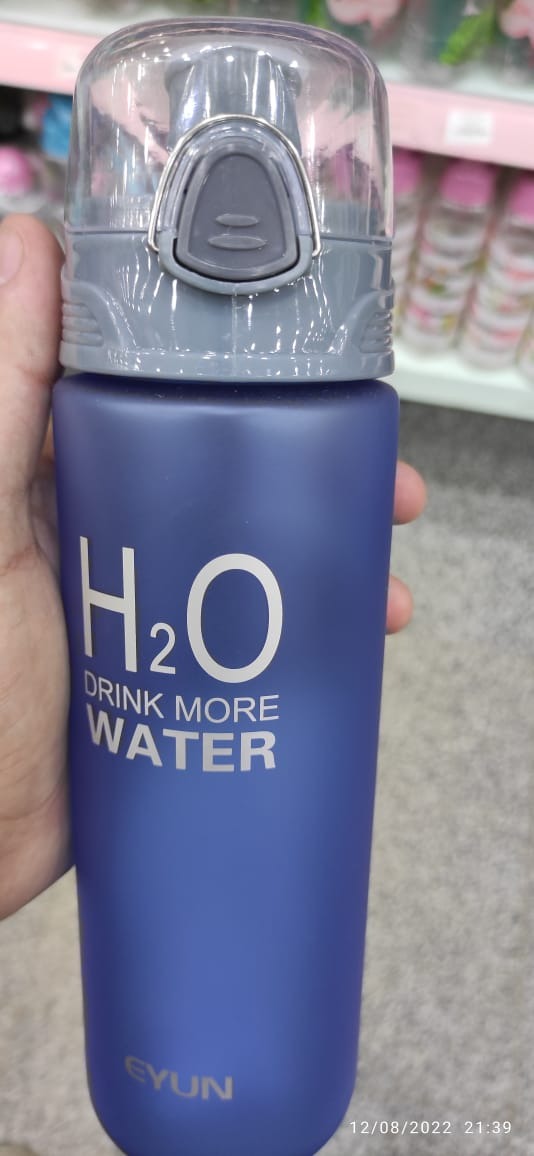 H2O
DRINK MORE
WATER
EYUN
12/08/2022 21:39